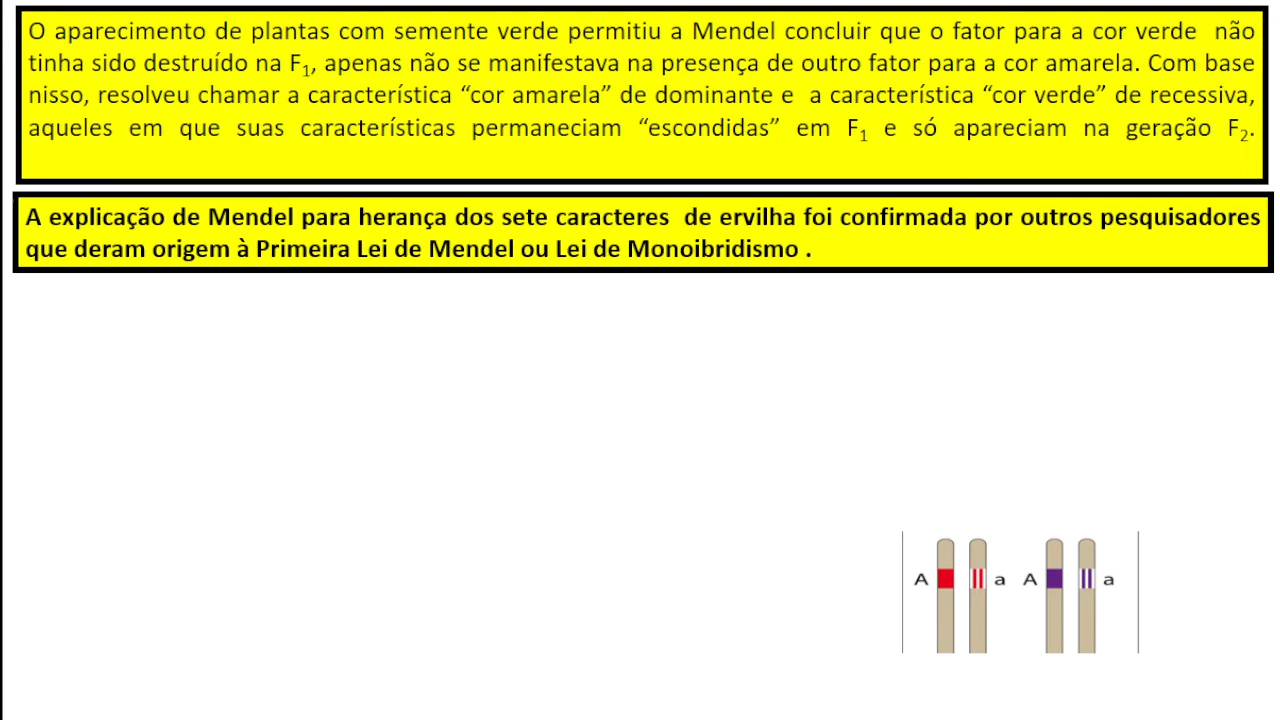 O aparecimento de plantas com semente verde permitiu a Mendel concluir que o fator para a cor verde não
tinha sido destruído na F₁, apenas não se manifestava na presença de outro fator para a cor amarela. Com base
nisso, resolveu chamar a característica “cor amarela” de dominante e a característica “cor verde” de recessiva,
aqueles em que suas características permaneciam “escondidas” em F₁ e só apareciam na geração F₂.
A explicação de Mendel para herança dos sete caracteres de ervilha foi confirmada por outros pesquisadores
que deram origem à Primeira Lei de Mendel ou Lei de Monoibridismo .
A a A a